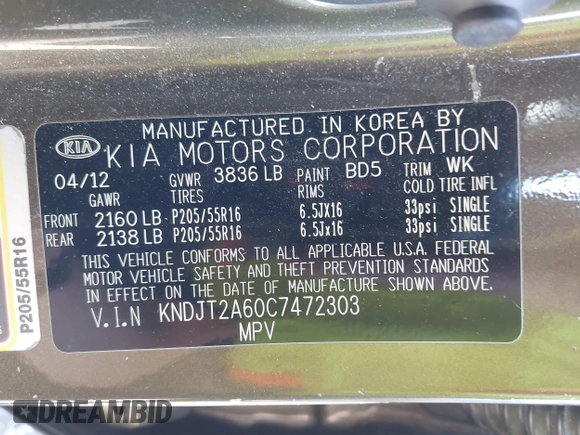 MANUFACTURED IN KOREA BY
KIA KIA MOTORS CORPORATION
04/12 GVWR 3836 LB PAINT BD5 TRIM WK
GAWR TIRES RIMS COLD TIRE INFL
FRONT 2160 LB P205/55R16 6.5JX16 33psi SINGLE
REAR 2138 LB P205/55R16 6.5Jx16 33psi SINGLE
THIS VEHICLE CONFORMS TO ALL APPLICABLE U.S.A. FEDERAL
MOTOR VEHICLE SAFETY AND THEFT PREVENTION STANDARDS
IN EFFECT ON THE DATE OF MANUFACTURE SHOWN ABOVE.
V.I.N KNDJT2A60C7472303
MPV
P205/55R16
DREAMBID